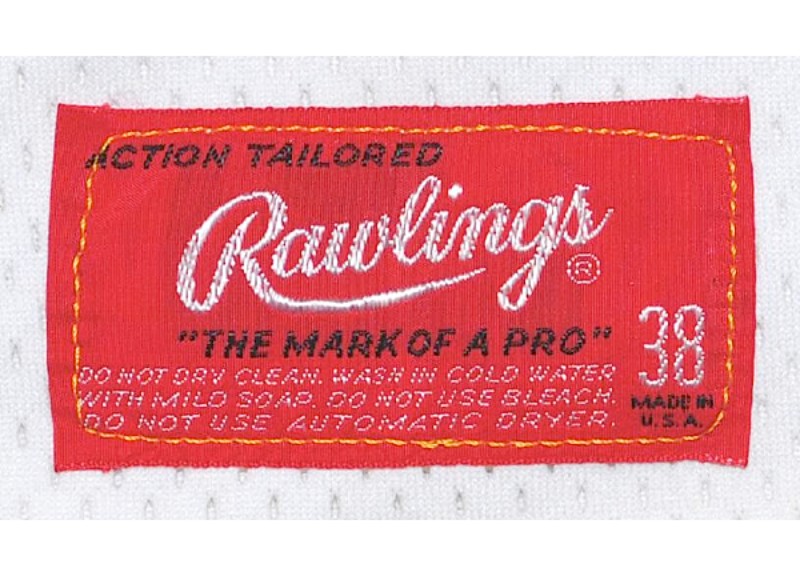 ACTION TAILORED
Rawlings®
"THE MARK OF A PRO"
38
DO NOT DRY CLEAN. WASH IN COLD WATER
WITH MILD SOAP. DO NOT USE BLEACH.
DO NOT USE AUTOMATIC DRYER.
MADE IN
U.S.A.